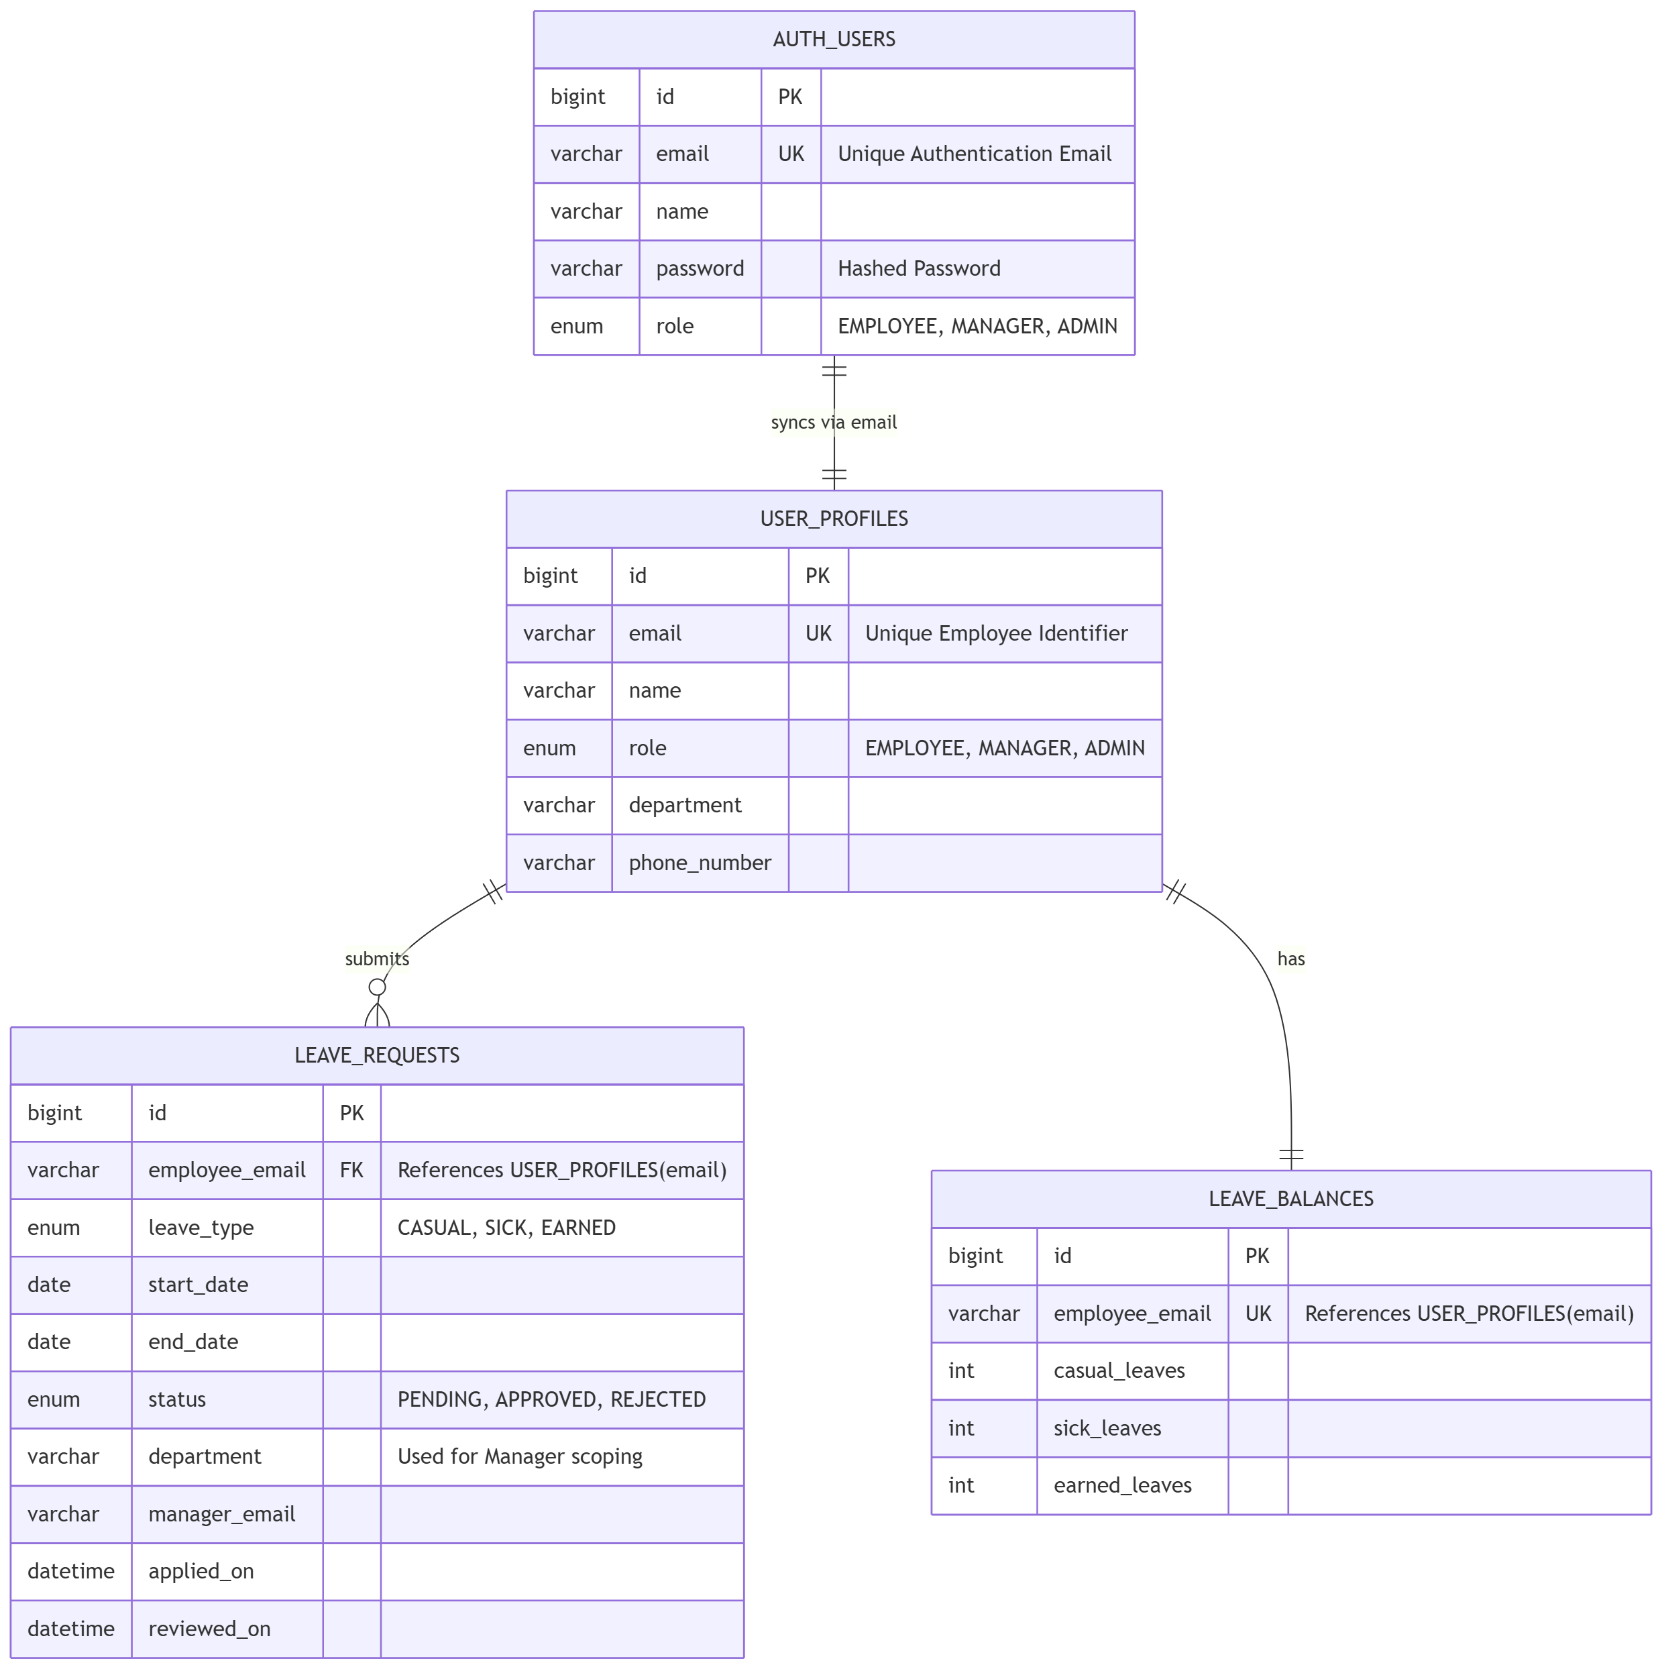 AUTH_USERS
bigint id PK
varchar email UK Unique Authentication Email
varchar name
varchar password Hashed Password
enum role EMPLOYEE, MANAGER, ADMIN
syncs via email
USER_PROFILES
bigint id PK
varchar email UK Unique Employee Identifier
varchar name
enum role EMPLOYEE, MANAGER, ADMIN
varchar department
varchar phone_number
submits
has
LEAVE_REQUESTS
bigint id PK
varchar employee_email FK References USER_PROFILES(email)
enum leave_type CASUAL, SICK, EARNED
date start_date
date end_date
enum status PENDING, APPROVED, REJECTED
varchar department Used for Manager scoping
varchar manager_email
datetime applied_on
datetime reviewed_on
LEAVE_BALANCES
bigint id PK
varchar employee_email UK References USER_PROFILES(email)
int casual_leaves
int sick_leaves
int earned_leaves